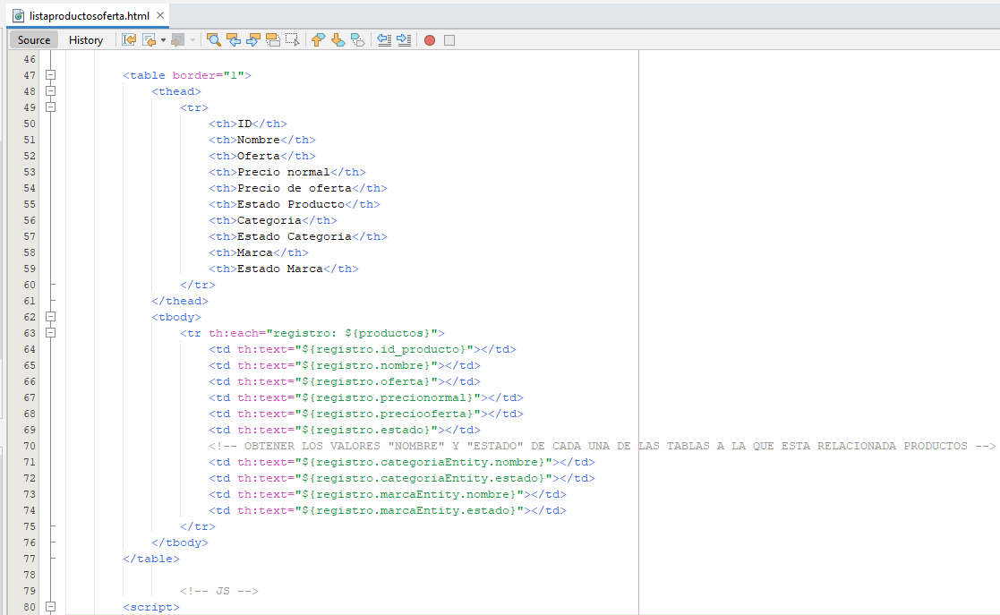 listaproductosoferta.html ×
Source History
46
47 <table border="1">
48 <thead>
49 <tr>
50 <th>ID</th>
51 <th>Nombre</th>
52 <th>Oferta</th>
53 <th>Precio normal</th>
54 <th>Precio de oferta</th>
55 <th>Estado Producto</th>
56 <th>Categoria</th>
57 <th>Estado Categoria</th>
58 <th>Marca</th>
59 <th>Estado Marca</th>
60 </tr>
61 </thead>
62 <tbody>
63 <tr th:each="registro: ${productos}">
64 <td th:text="${registro.id_producto}"></td>
65 <td th:text="${registro.nombre}"></td>
66 <td th:text="${registro.oferta}"></td>
67 <td th:text="${registro.precionormal}"></td>
68 <td th:text="${registro.preciooferta}"></td>
69 <td th:text="${registro.estado}"></td>
70 <!-- OBTENER LOS VALORES "NOMBRE" Y "ESTADO" DE CADA UNA DE LAS TABLAS A LA QUE ESTA RELACIONADA PRODUCTOS -->
71 <td th:text="${registro.categoriaEntity.nombre}"></td>
72 <td th:text="${registro.categoriaEntity.estado}"></td>
73 <td th:text="${registro.marcaEntity.nombre}"></td>
74 <td th:text="${registro.marcaEntity.estado}"></td>
75 </tr>
76 </tbody>
77 </table>
78
79 <!-- JS -->
80 <script>